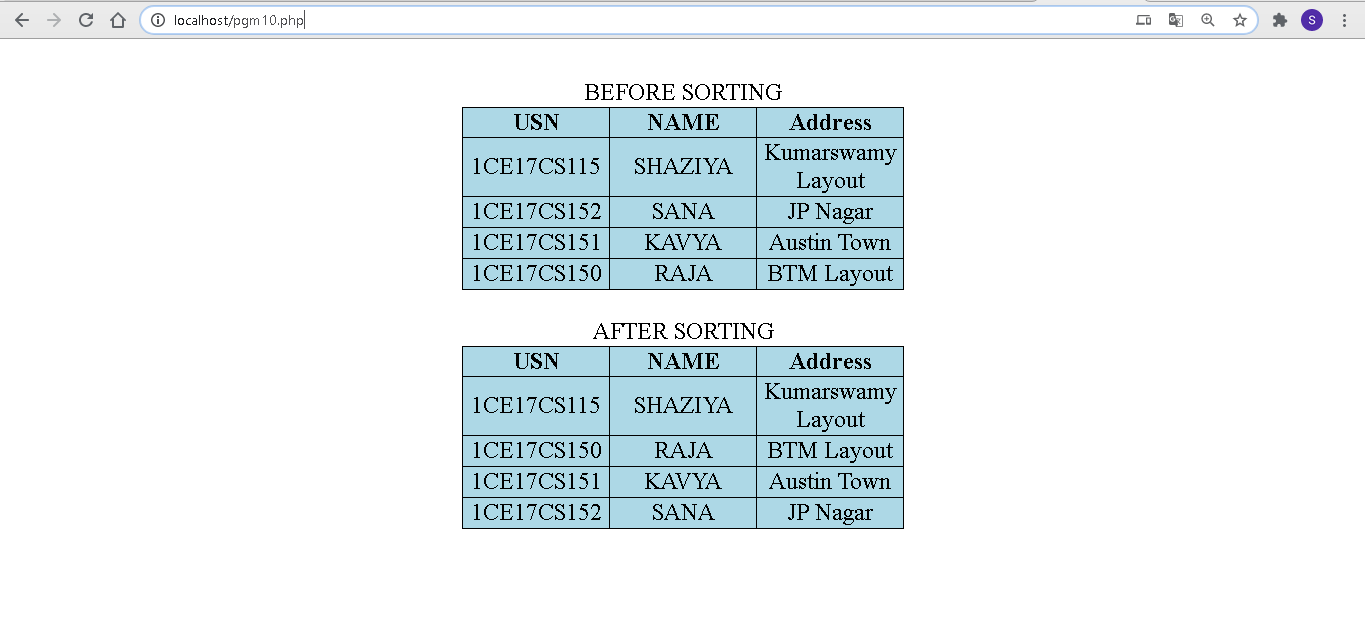 localhost/pgm10.php
S
BEFORE SORTING
USN NAME Address
1CE17CS115 SHAZIYA Kumarswamy
Layout
1CE17CS152 SANA JP Nagar
1CE17CS151 KAVYA Austin Town
1CE17CS150 RAJA BTM Layout
AFTER SORTING
USN NAME Address
1CE17CS115 SHAZIYA Kumarswamy
Layout
1CE17CS150 RAJA BTM Layout
1CE17CS151 KAVYA Austin Town
1CE17CS152 SANA JP Nagar